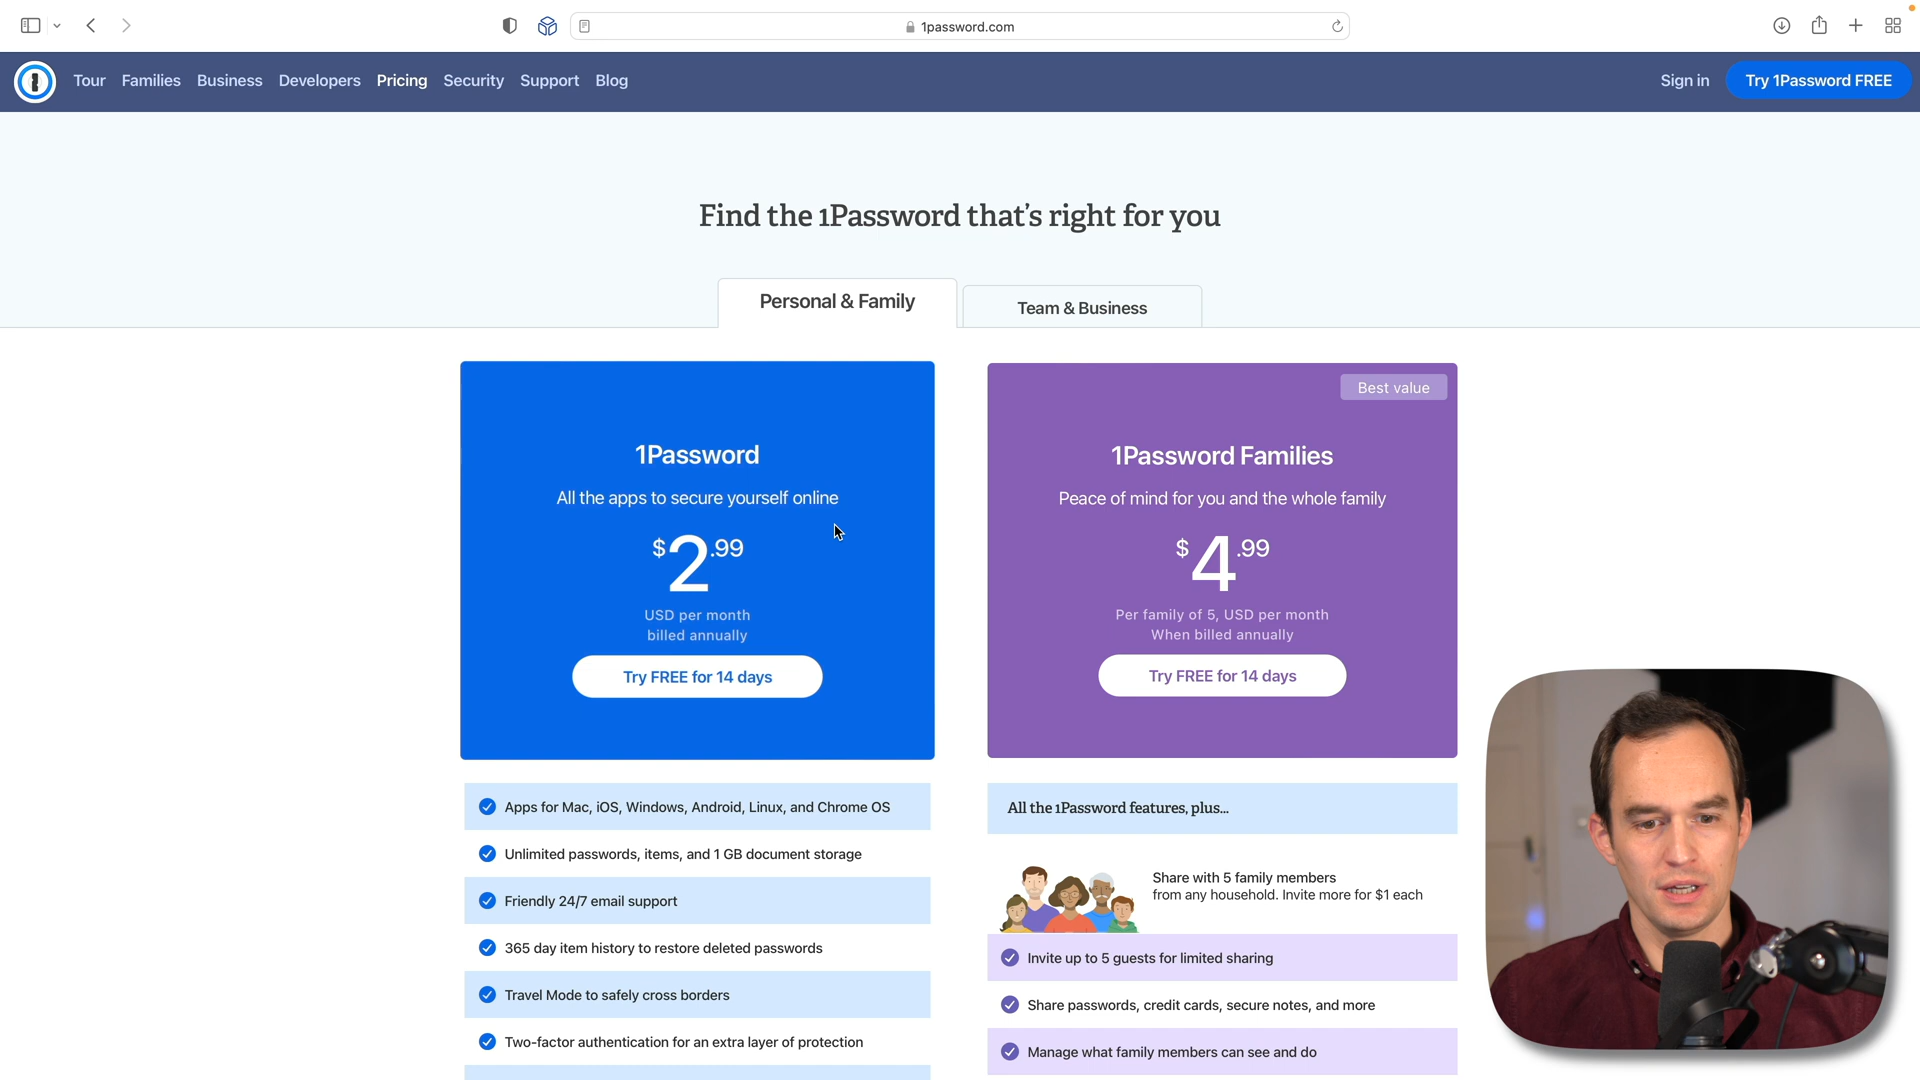 1password.com
Tour Families Business Developers Pricing Security Support Blog
Sign in
Try 1Password FREE
Find the 1Password that's right for you
Personal & Family
Team & Business
1Password
All the apps to secure yourself online
$2.99
USD per month
billed annually
Try FREE for 14 days
Apps for Mac, iOS, Windows, Android, Linux, and Chrome OS
Unlimited passwords, items, and 1 GB document storage
Friendly 24/7 email support
365 day item history to restore deleted passwords
Travel Mode to safely cross borders
Two-factor authentication for an extra layer of protection
Best value
1Password Families
Peace of mind for you and the whole family
$4.99
Per family of 5, USD per month
When billed annually
Try FREE for 14 days
All the 1Password features, plus...
Share with 5 family members
from any household. Invite more for $1 each
Invite up to 5 guests for limited sharing
Share passwords, credit cards, secure notes, and more
Manage what family members can see and do